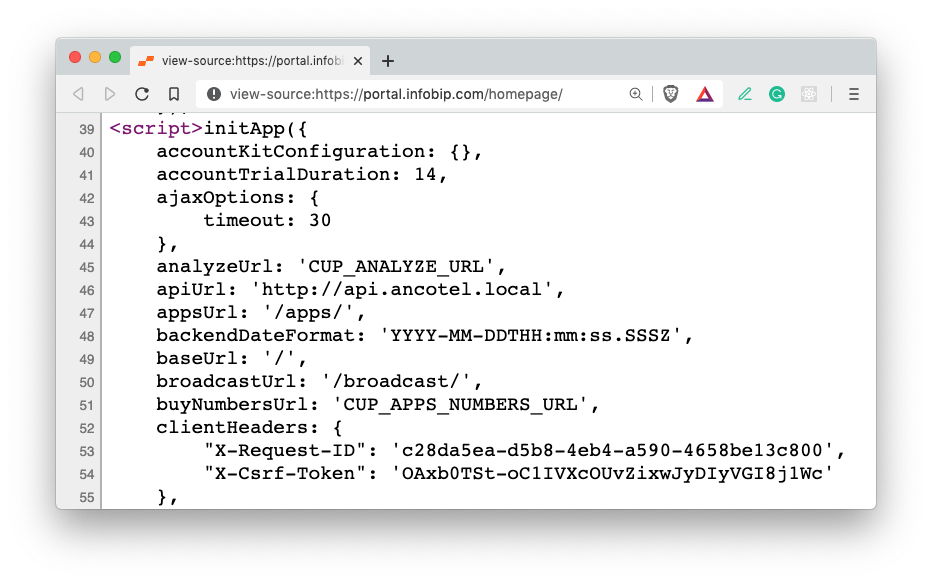 view-source:https://portal.infobi
view-source:https://portal.infobip.com/homepage/
39 <script>initApp({
40 accountKitConfiguration: {},
41 accountTrialDuration: 14,
42 ajaxOptions: {
43 timeout: 30
44 },
45 analyzeUrl: 'CUP_ANALYZE_URL',
46 apiUrl: 'http://api.ancotel.local',
47 appsUrl: '/apps/',
48 backendDateFormat: 'YYYY-MM-DDTHH:mm:ss.SSSZ',
49 baseUrl: '/',
50 broadcastUrl: '/broadcast/',
51 buyNumbersUrl: 'CUP_APPS_NUMBERS_URL',
52 clientHeaders: {
53 "X-Request-ID": 'c28da5ea-d5b8-4eb4-a590-4658be13c800',
54 "X-Csrf-Token": 'OAxb0TSt-oC1IVXcOUvZixwJyDIyVGI8j1Wc'
55 },